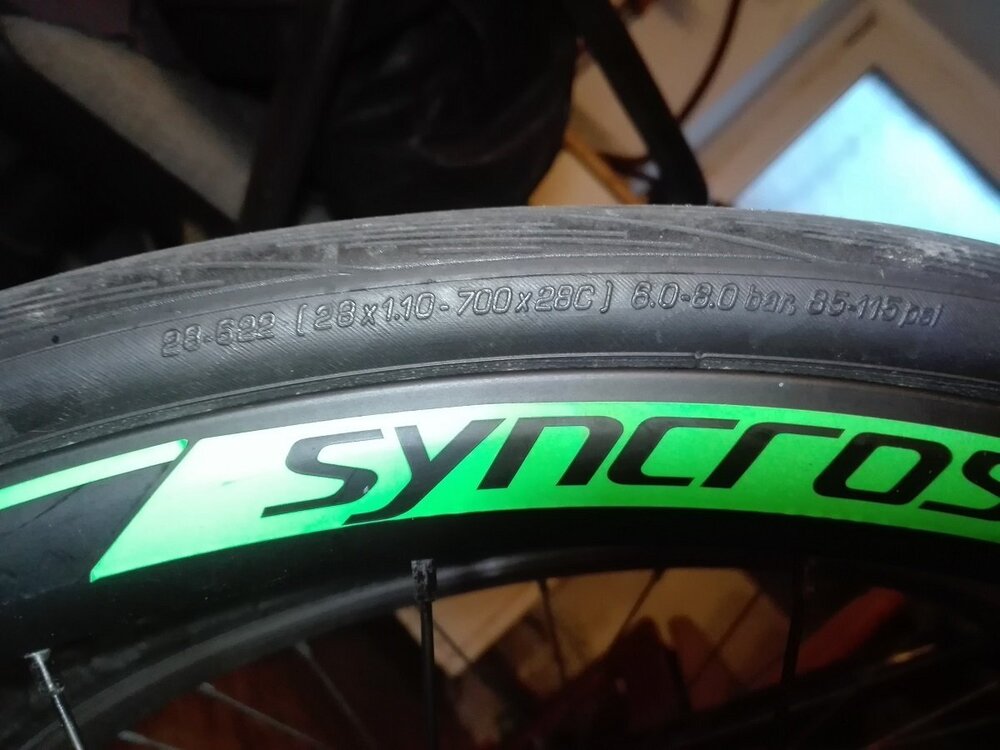 28-622 [28x1.10-700x28C] 6.0-8.0 bar, 85-115 psi
syncros